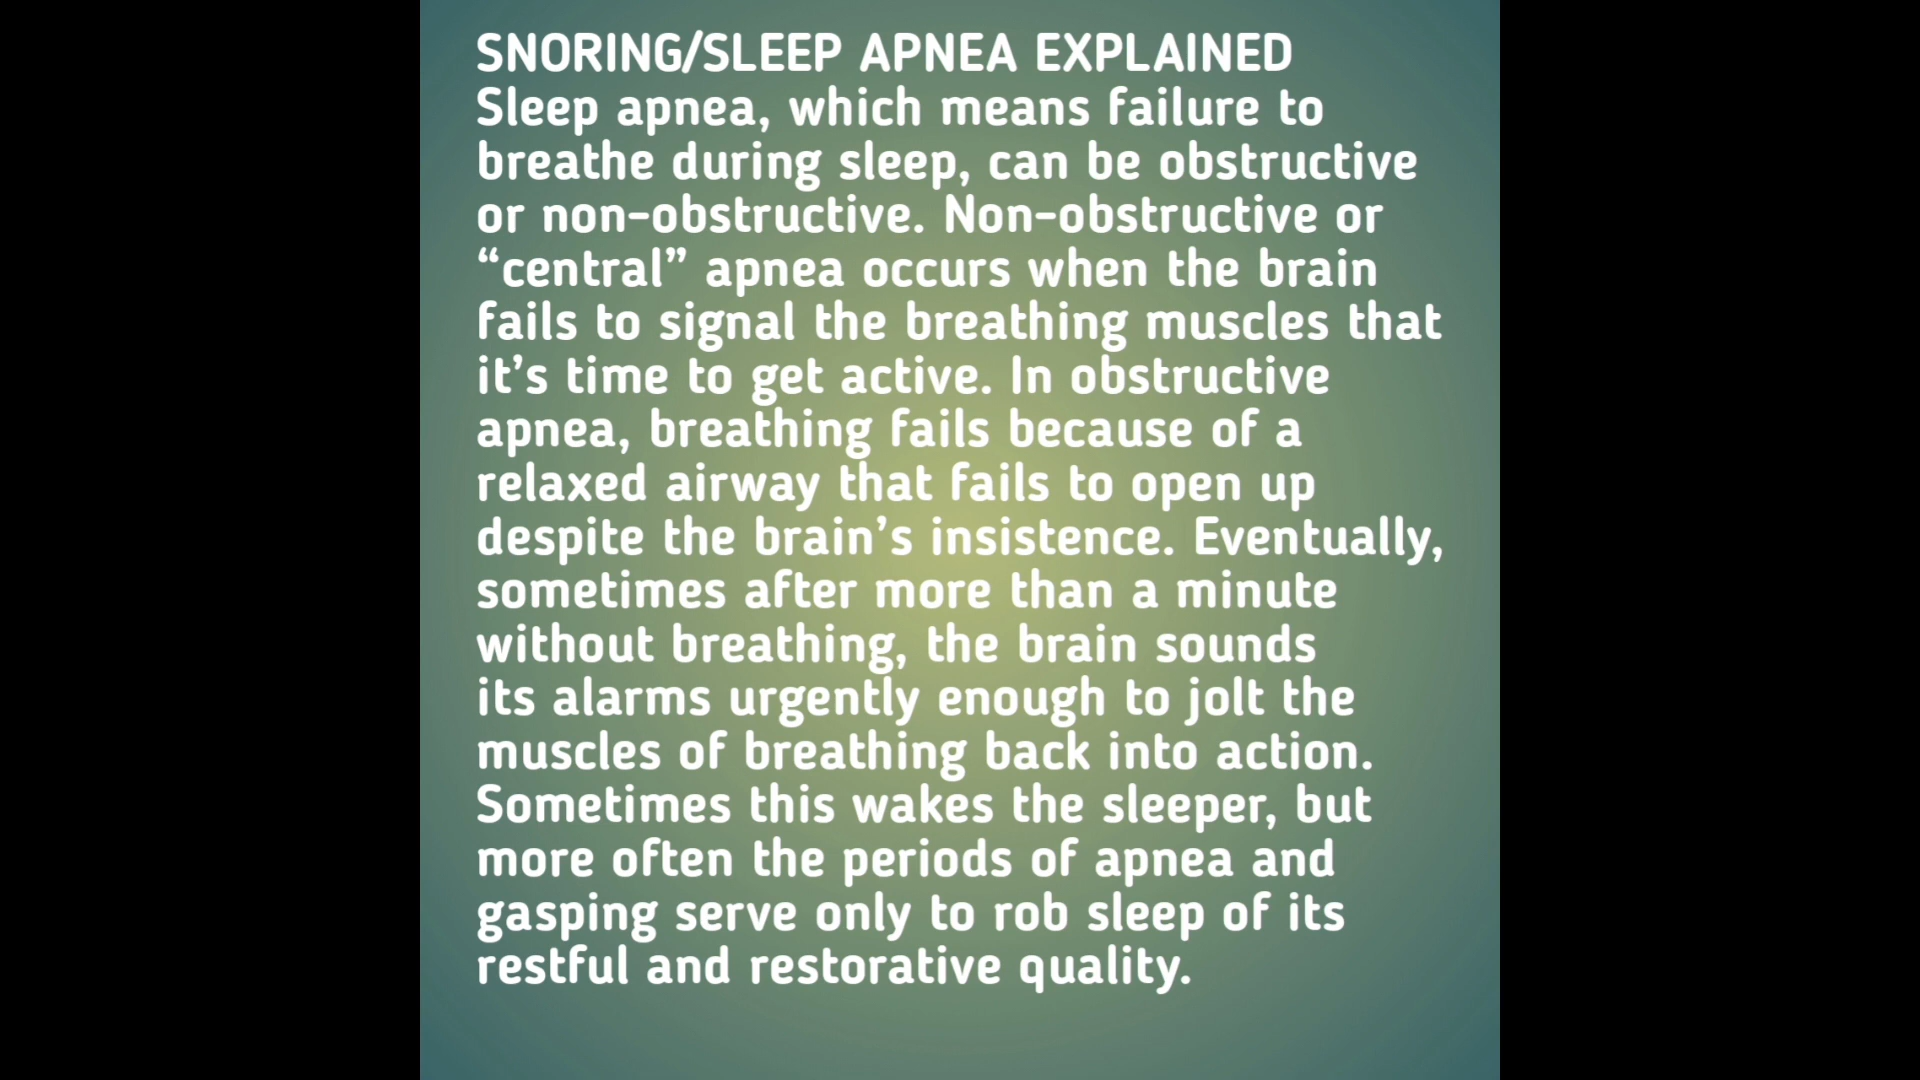 SNORING/SLEEP APNEA EXPLAINED
Sleep apnea, which means failure to
breathe during sleep, can be obstructive
or non-obstructive. Non-obstructive or
“central” apnea occurs when the brain
fails to signal the breathing muscles that
it’s time to get active. In obstructive
apnea, breathing fails because of a
relaxed airway that fails to open up
despite the brain’s insistence. Eventually,
sometimes after more than a minute
without breathing, the brain sounds
its alarms urgently enough to jolt the
muscles of breathing back into action.
Sometimes this wakes the sleeper, but
more often the periods of apnea and
gasping serve only to rob sleep of its
restful and restorative quality.